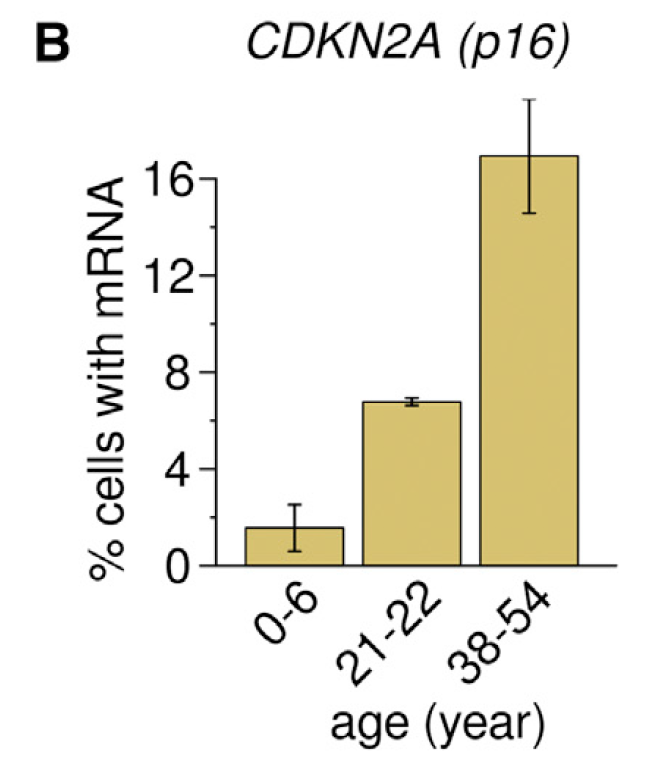 B
CDKN2A (p16)
% cells with mRNA
16
12
8
4
0
0-6
21-22
38-54
age (year)